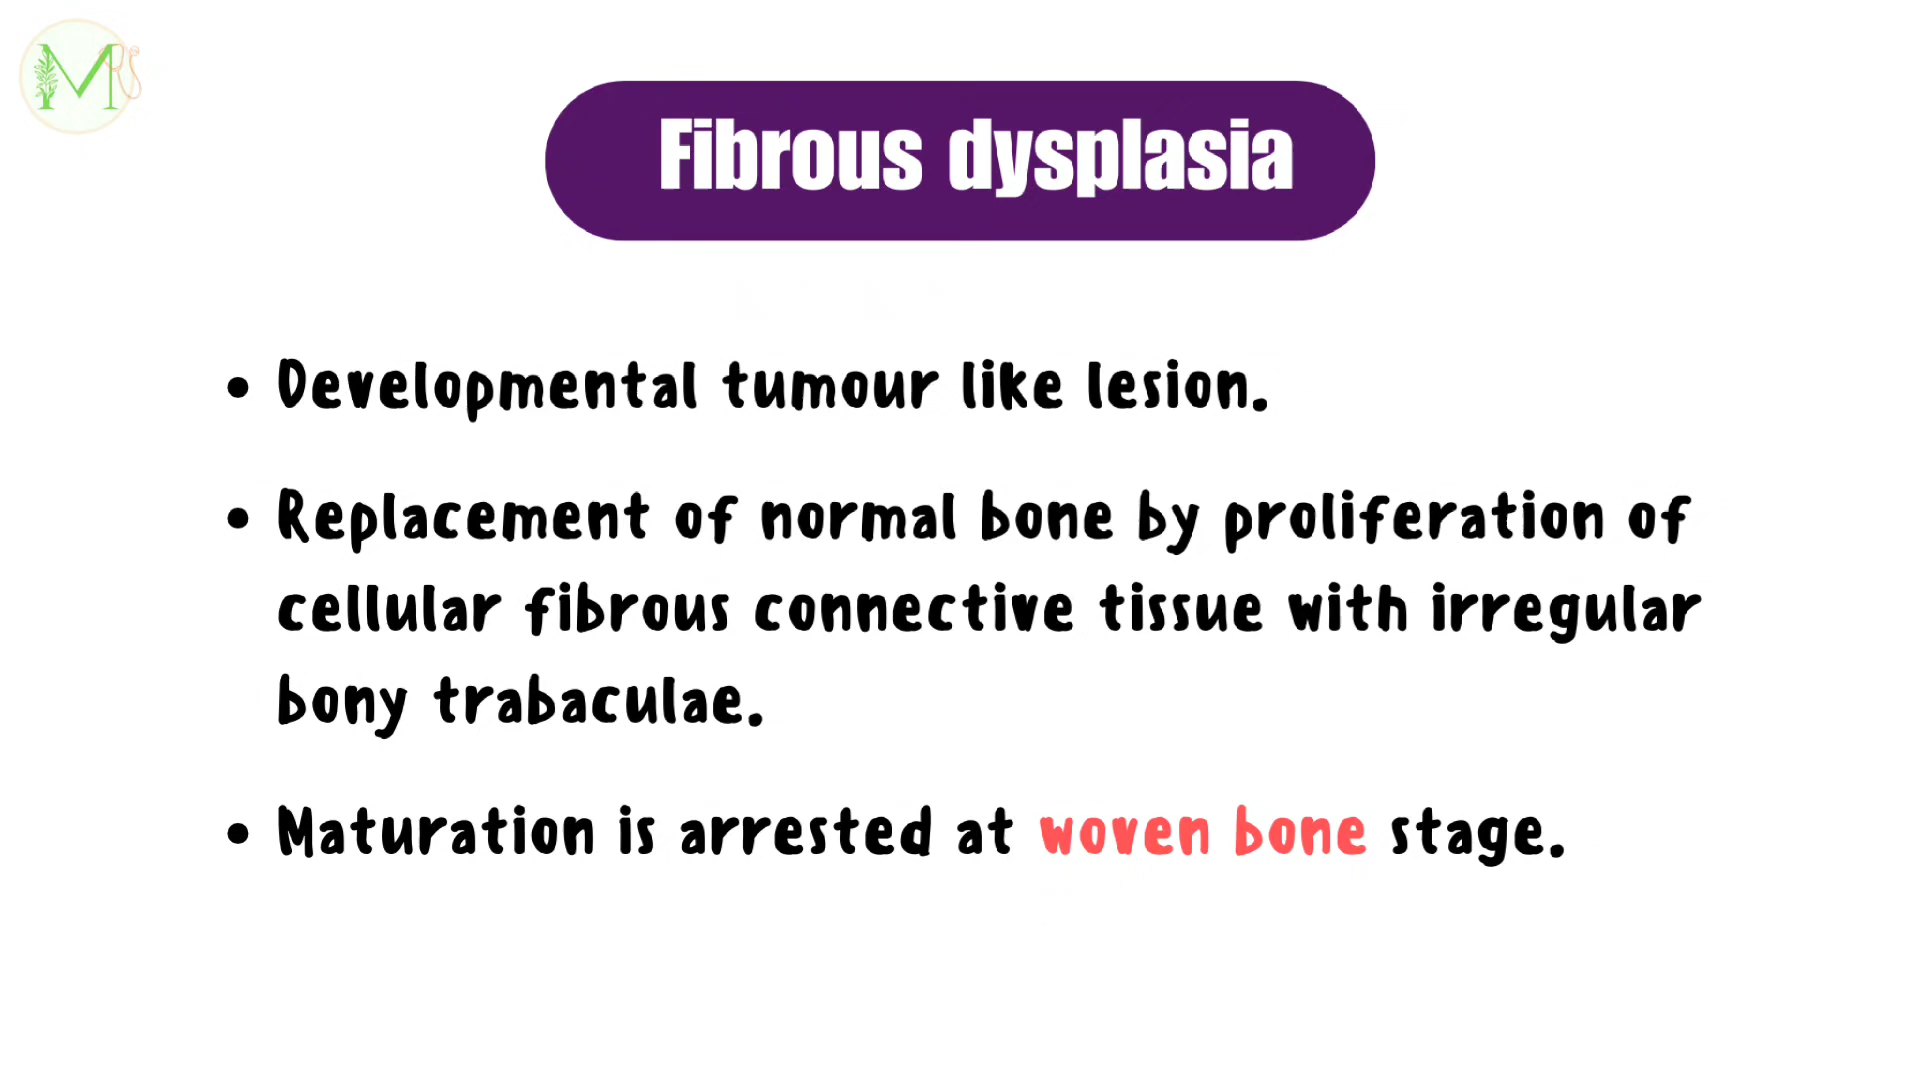 MRS
Fibrous dysplasia
• Developmental tumour like lesion.
• Replacement of normal bone by proliferation of
cellular fibrous connective tissue with irregular
bony trabaculae.
• Maturation is arrested at woven bone stage.